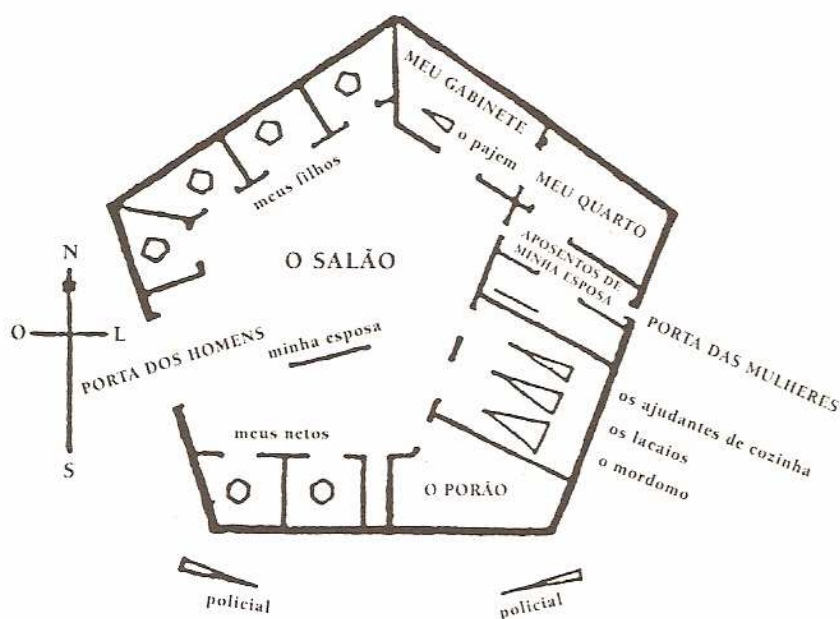 MEU GABINETE
o pajem
MEU QUARTO
meus filhos
APOSENTOS DE
MINHA ESPOSA
O SALÃO
N
O
L
S
PORTA DOS HOMENS
minha esposa
PORTA DAS MULHERES
os ajudantes de cozinha
os lacaios
o mordomo
meus netos
O PORÃO
policial
policial